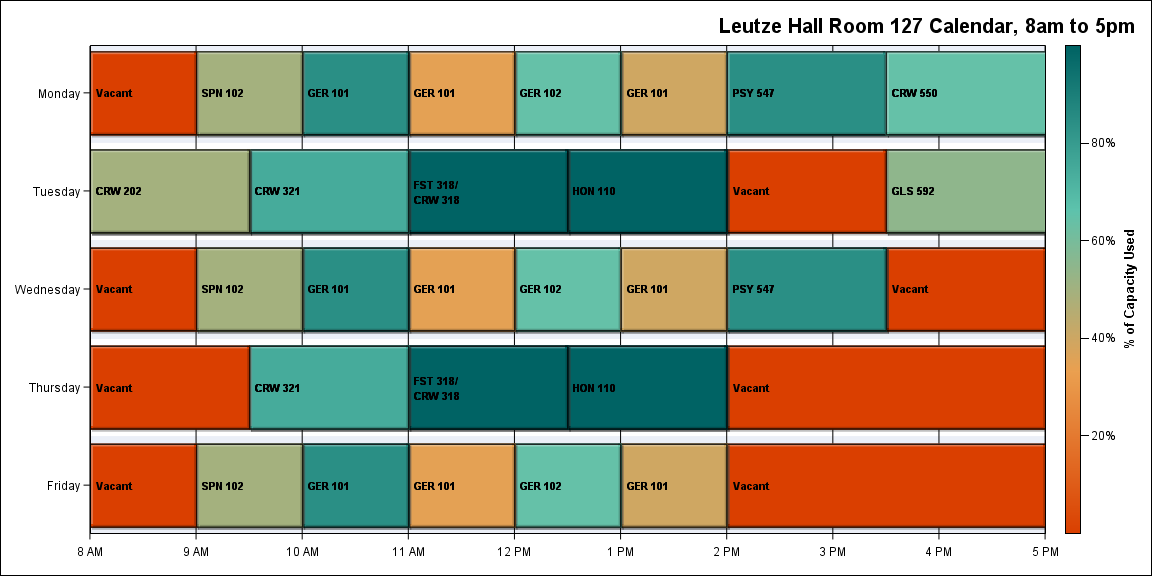 Leutze Hall Room 127 Calendar, 8am to 5pm
Monday
Vacant
SPN 102
GER 101
GER 101
GER 102
GER 101
PSY 547
CRW 550
Tuesday
CRW 202
CRW 321
FST 318/
CRW 318
HON 110
Vacant
GLS 592
Wednesday
Vacant
SPN 102
GER 101
GER 101
GER 102
GER 101
PSY 547
Vacant
Thursday
Vacant
CRW 321
FST 318/
CRW 318
HON 110
Vacant
Friday
Vacant
SPN 102
GER 101
GER 101
GER 102
GER 101
Vacant
8 AM
9 AM
10 AM
11 AM
12 PM
1 PM
2 PM
3 PM
4 PM
5 PM
80%
60%
40%
20%
% of Capacity Used